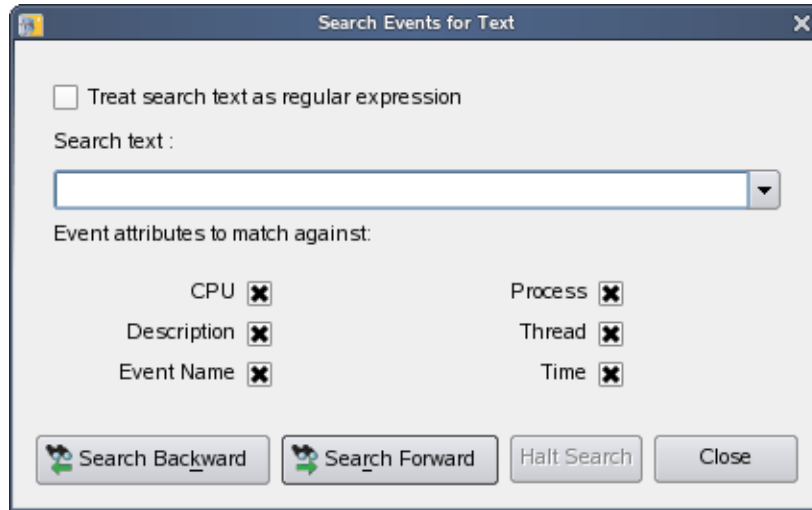 Search Events for Text
Treat search text as regular expression
Search text :
Event attributes to match against:
CPU Process
Description Thread
Event Name Time
Search Backward Search Forward Halt Search Close